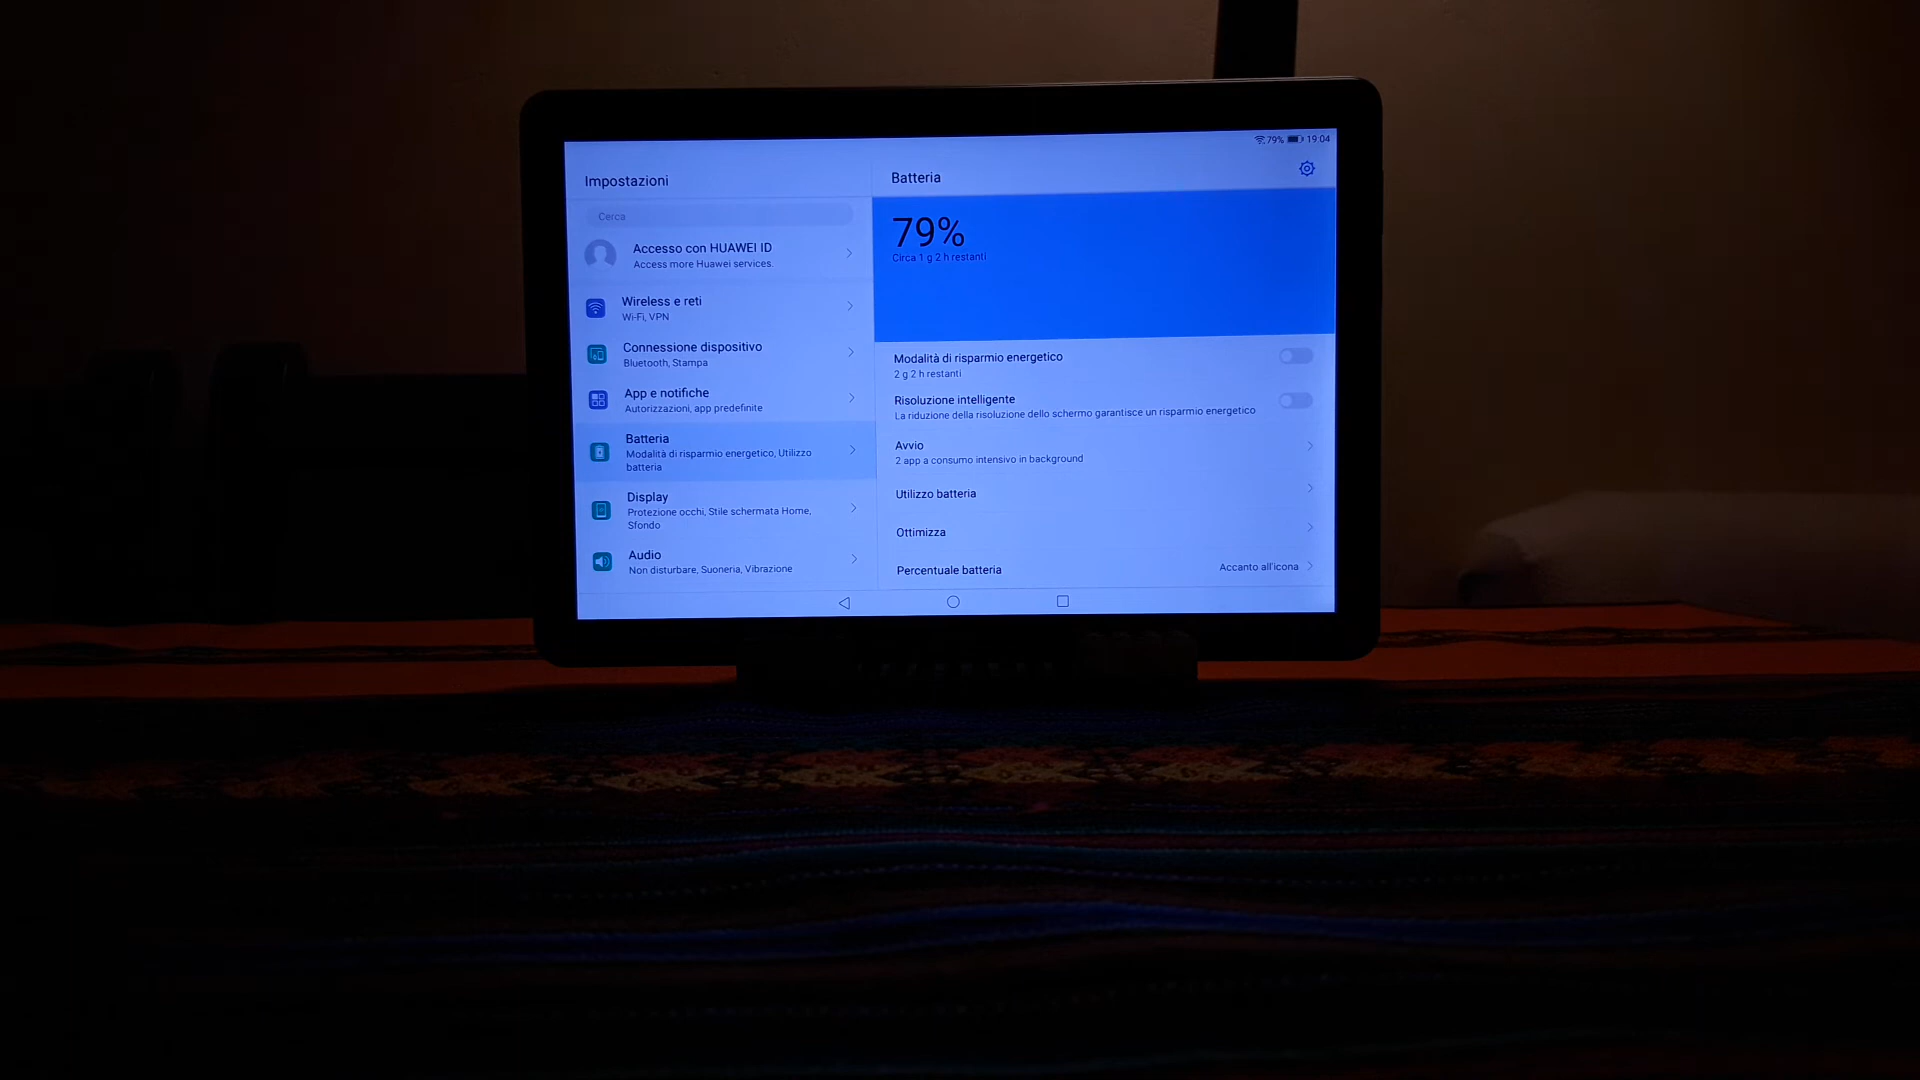 79% 19:04
Impostazioni
Cerca
Accesso con HUAWEI ID
Access more Huawei services.
Wireless e reti
Wi-Fi, VPN
Connessione dispositivo
Bluetooth, Stampa
App e notifiche
Autorizzazioni, app predefinite
Batteria
Modalità di risparmio energetico, Utilizzo
batteria
Display
Protezione occhi, Stile schermata Home,
Sfondo
Audio
Non disturbare, Suoneria, Vibrazione
Batteria
79%
Circa 1 g 2 h restanti
Modalità di risparmio energetico
2 g 2 h restanti
Risoluzione intelligente
La riduzione della risoluzione dello schermo garantisce un risparmio energetico
Avvio
2 app a consumo intensivo in background
Utilizzo batteria
Ottimizza
Percentuale batteria Accanto all'icona